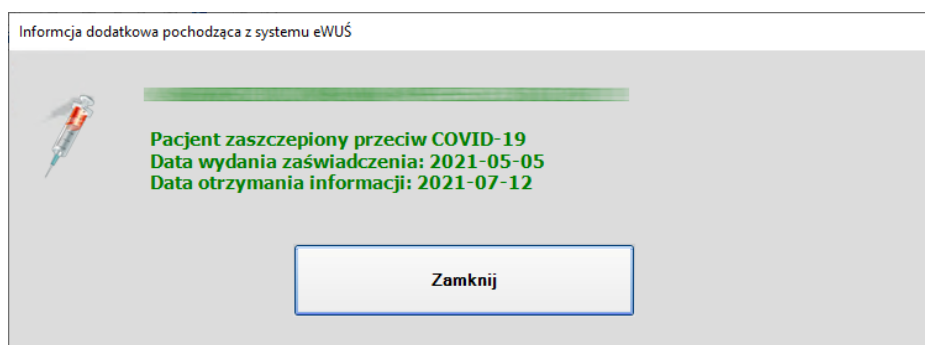 Informcja dodatkowa pochodząca z systemu eWUŚ
Pacjent zaszczepiony przeciw COVID-19
Data wydania zaświadczenia: 2021-05-05
Data otrzymania informacji: 2021-07-12
Zamknij